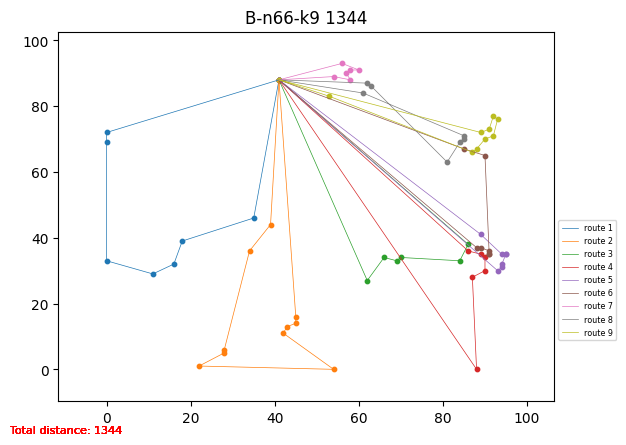 B-n66-k9 1344
100
80
60
40
20
0
0 20 40 60 80 100
route 1
route 2
route 3
route 4
route 5
route 6
route 7
route 8
route 9
Total distance: 1344